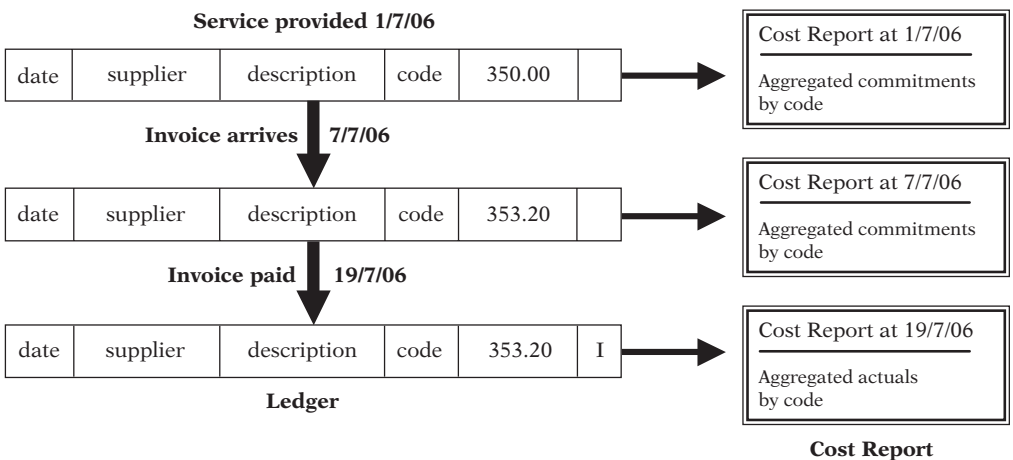 Service provided 1/7/06
date supplier description code 350.00
Cost Report at 1/7/06
Aggregated commitments
by code
Invoice arrives 7/7/06
date supplier description code 353.20
Cost Report at 7/7/06
Aggregated commitments
by code
Invoice paid 19/7/06
date supplier description code 353.20 I
Cost Report at 19/7/06
Aggregated actuals
by code
Ledger
Cost Report